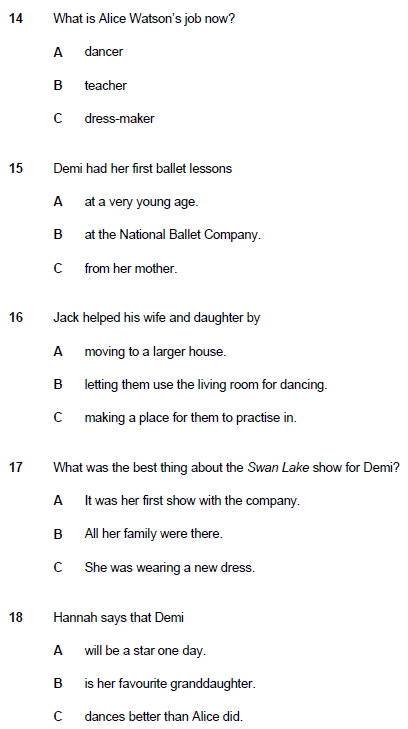 14 What is Alice Watson's job now?
A dancer
B teacher
C dress-maker
15 Demi had her first ballet lessons
A at a very young age.
B at the National Ballet Company.
C from her mother.
16 Jack helped his wife and daughter by
A moving to a larger house.
B letting them use the living room for dancing.
C making a place for them to practise in.
17 What was the best thing about the Swan Lake show for Demi?
A It was her first show with the company.
B All her family were there.
C She was wearing a new dress.
18 Hannah says that Demi
A will be a star one day.
B is her favourite granddaughter.
C dances better than Alice did.